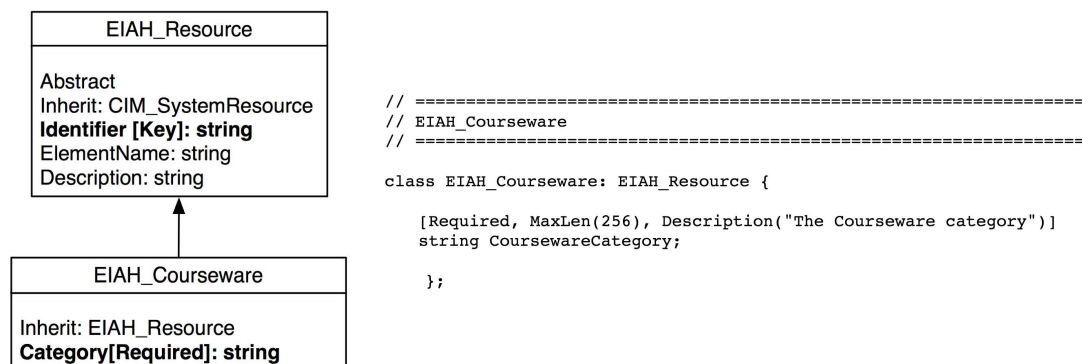 EIAH_Resource
Abstract
Inherit: CIM_SystemResource
Identifier [Key]: string
ElementName: string
Description: string
EIAH_Courseware
Inherit: EIAH_Resource
Category[Required]: string
// ==================================================================
// EIAH_Courseware
// ==================================================================
class EIAH_Courseware: EIAH_Resource {
[Required, MaxLen(256), Description("The Courseware category")]
string CoursewareCategory;
};